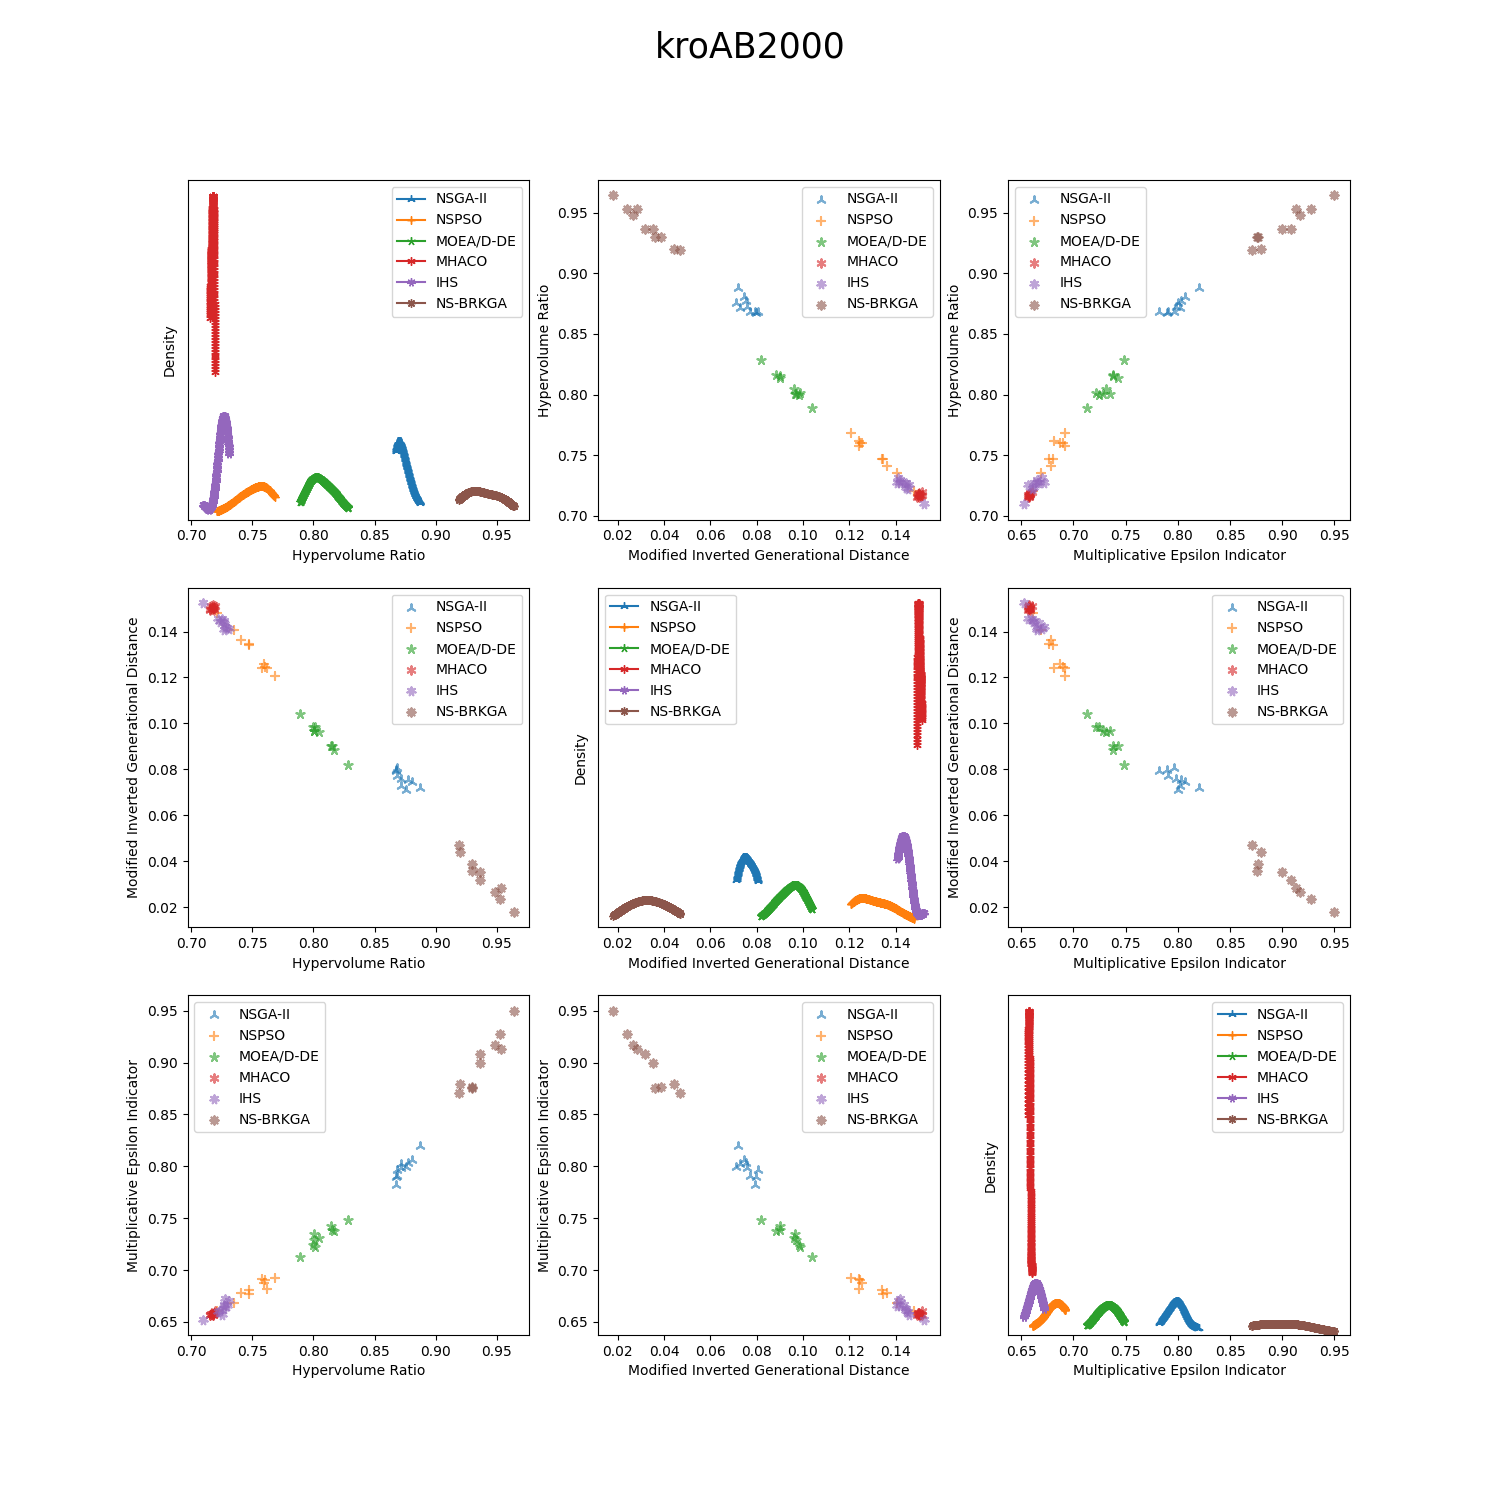 kroAB2000
Density
NSGA-II
NSPSO
MOEA/D-DE
MHACO
IHS
NS-BRKGA
0.70 0.75 0.80 0.85 0.90 0.95
Hypervolume Ratio
Hypervolume Ratio
0.95
0.90
0.85
0.80
0.75
0.70
NSGA-II
NSPSO
MOEA/D-DE
MHACO
IHS
NS-BRKGA
0.02 0.04 0.06 0.08 0.10 0.12 0.14
Modified Inverted Generational Distance
Hypervolume Ratio
0.95
0.90
0.85
0.80
0.75
0.70
NSGA-II
NSPSO
MOEA/D-DE
MHACO
IHS
NS-BRKGA
0.65 0.70 0.75 0.80 0.85 0.90 0.95
Multiplicative Epsilon Indicator
Modified Inverted Generational Distance
0.14
0.12
0.10
0.08
0.06
0.04
0.02
NSGA-II
NSPSO
MOEA/D-DE
MHACO
IHS
NS-BRKGA
0.70 0.75 0.80 0.85 0.90 0.95
Hypervolume Ratio
Density
NSGA-II
NSPSO
MOEA/D-DE
MHACO
IHS
NS-BRKGA
0.02 0.04 0.06 0.08 0.10 0.12 0.14
Modified Inverted Generational Distance
Modified Inverted Generational Distance
0.14
0.12
0.10
0.08
0.06
0.04
0.02
NSGA-II
NSPSO
MOEA/D-DE
MHACO
IHS
NS-BRKGA
0.65 0.70 0.75 0.80 0.85 0.90 0.95
Multiplicative Epsilon Indicator
Multiplicative Epsilon Indicator
0.95
0.90
0.85
0.80
0.75
0.70
0.65
NSGA-II
NSPSO
MOEA/D-DE
MHACO
IHS
NS-BRKGA
0.70 0.75 0.80 0.85 0.90 0.95
Hypervolume Ratio
Multiplicative Epsilon Indicator
0.95
0.90
0.85
0.80
0.75
0.70
0.65
NSGA-II
NSPSO
MOEA/D-DE
MHACO
IHS
NS-BRKGA
0.02 0.04 0.06 0.08 0.10 0.12 0.14
Modified Inverted Generational Distance
Density
NSGA-II
NSPSO
MOEA/D-DE
MHACO
IHS
NS-BRKGA
0.65 0.70 0.75 0.80 0.85 0.90 0.95
Multiplicative Epsilon Indicator